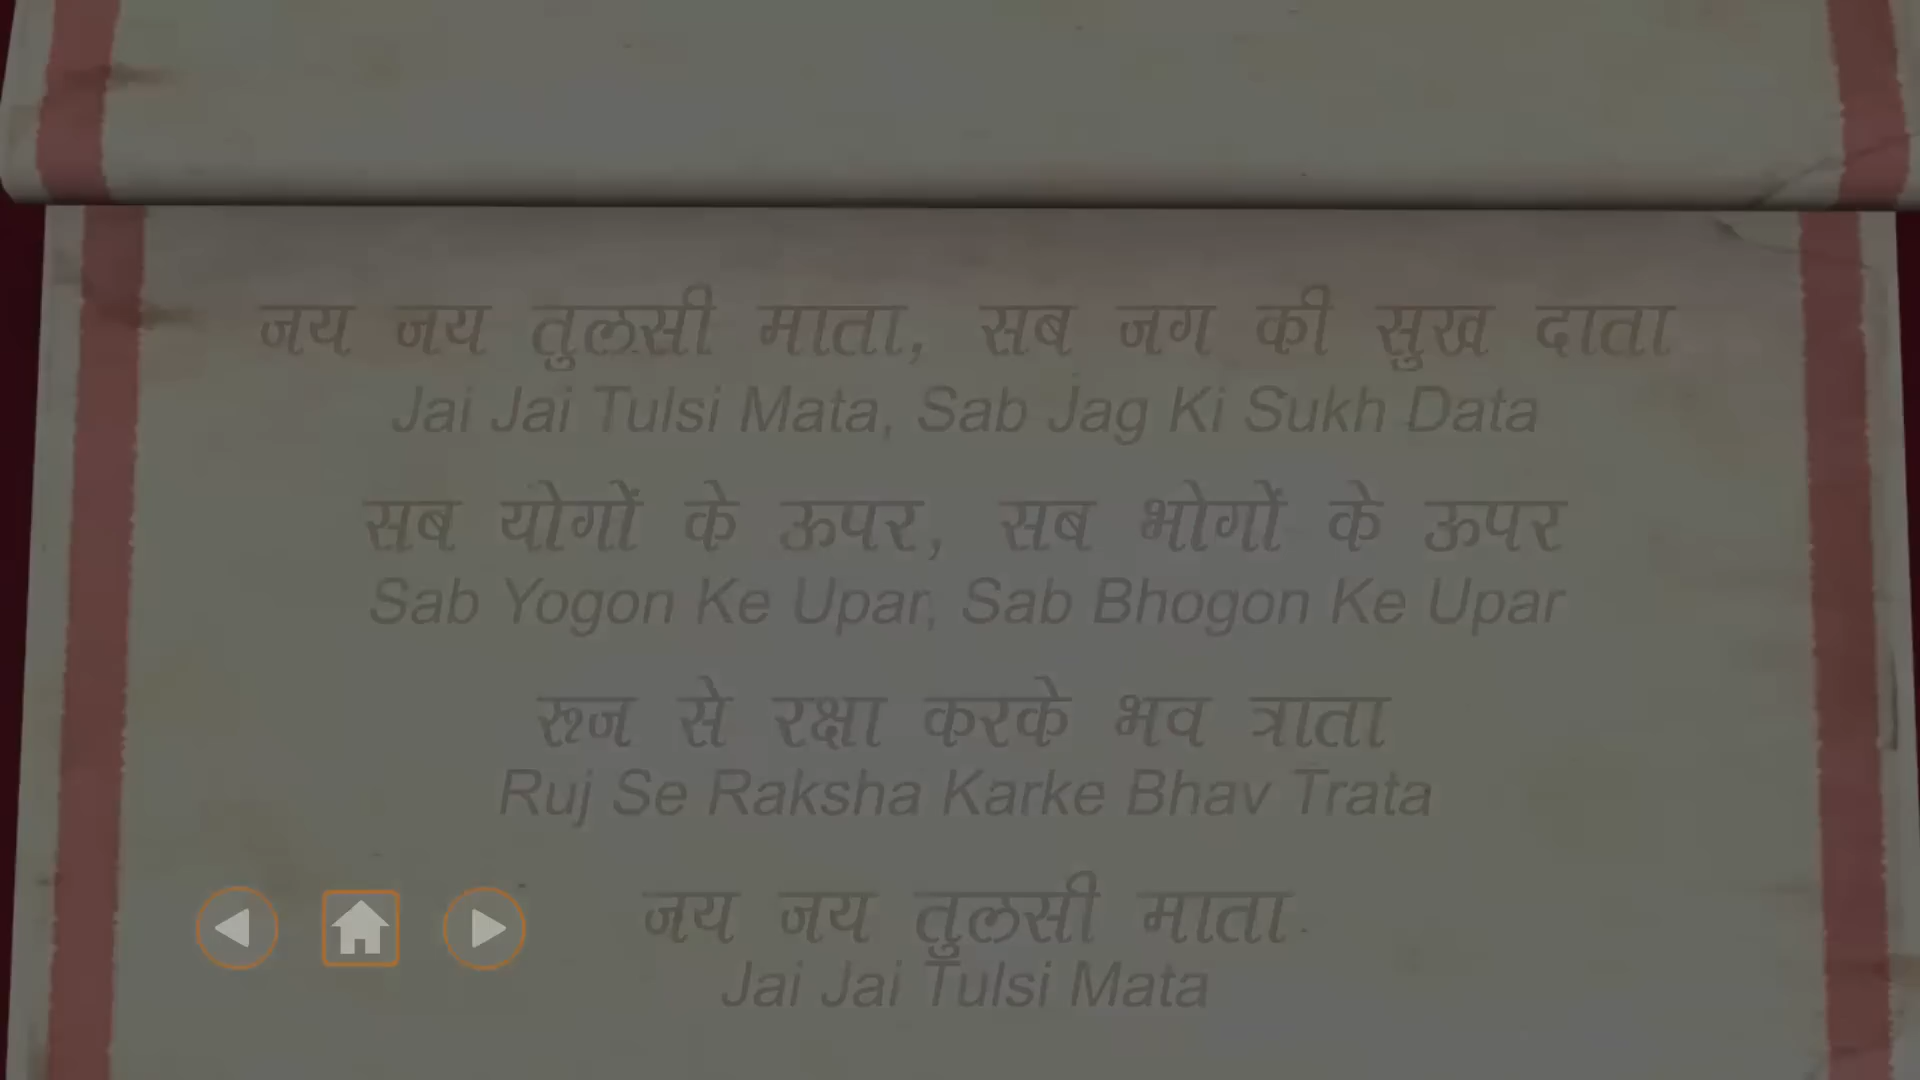 जय जय तुलसी माता, सब जग की सुख दाता
Jai Jai Tulsi Mata, Sab Jag Ki Sukh Data
सब योगों के ऊपर, सब भोगों के ऊपर
Sab Yogon Ke Upar, Sab Bhogon Ke Upar
रुज से रक्षा करके भव त्राता
Ruj Se Raksha Karke Bhav Trata
जय जय तुलसी माता
Jai Jai Tulsi Mata